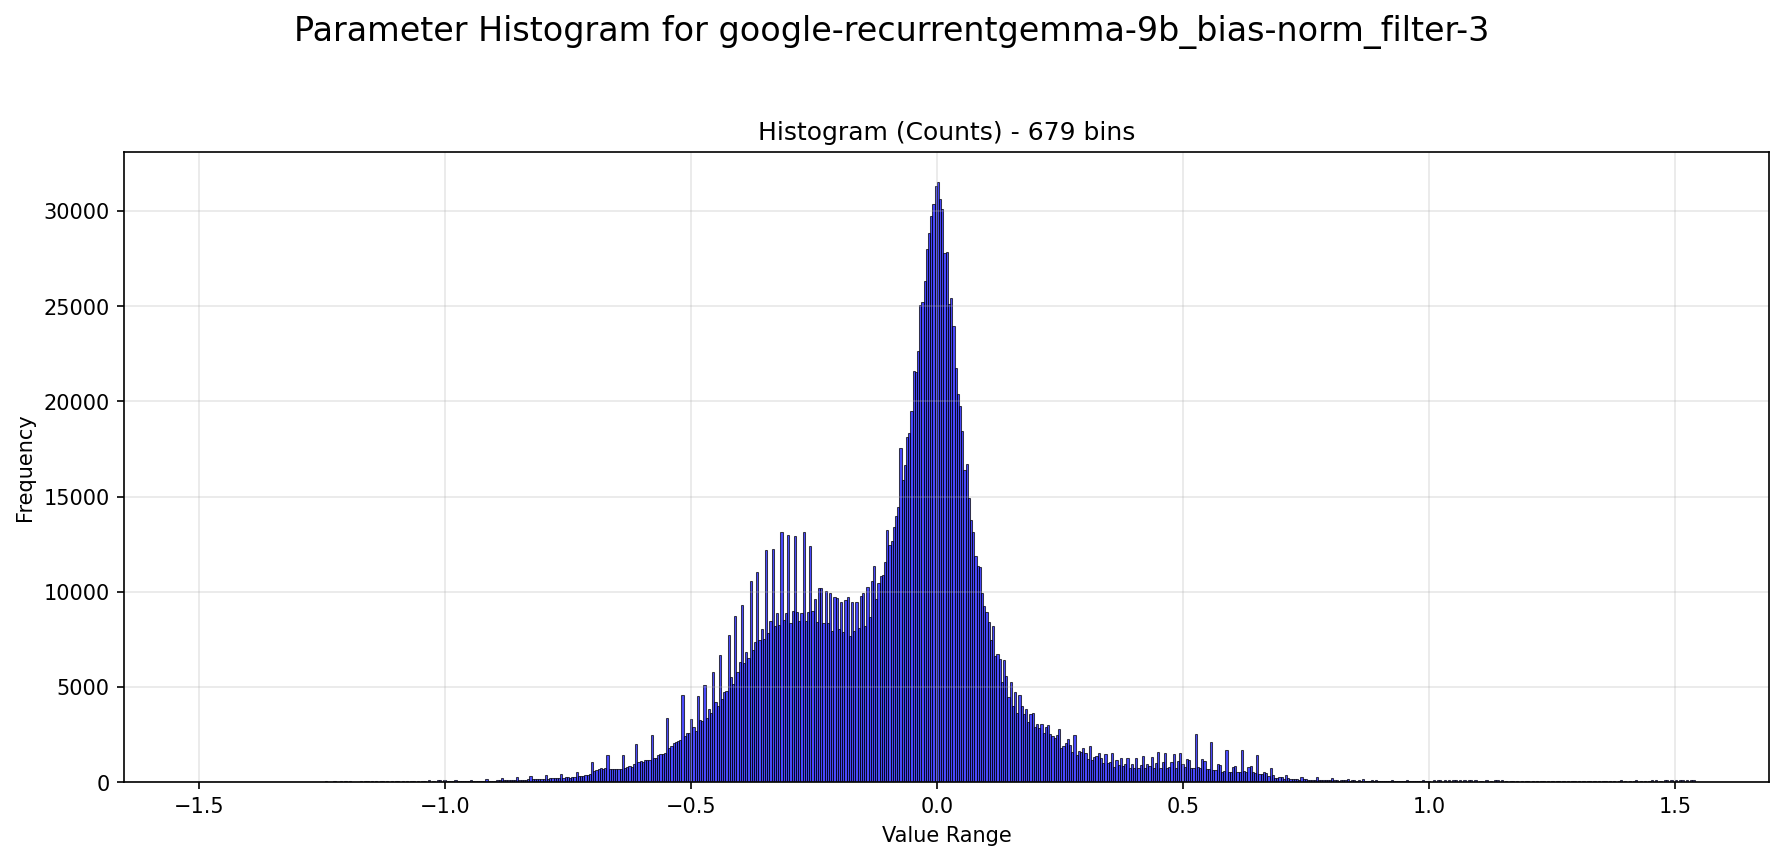 Parameter Histogram for google-recurrentgemma-9b_bias-norm_filter-3
Histogram (Counts) - 679 bins
30000
25000
20000
15000
10000
5000
0
Frequency
−1.5 −1.0 −0.5 0.0 0.5 1.0 1.5
Value Range